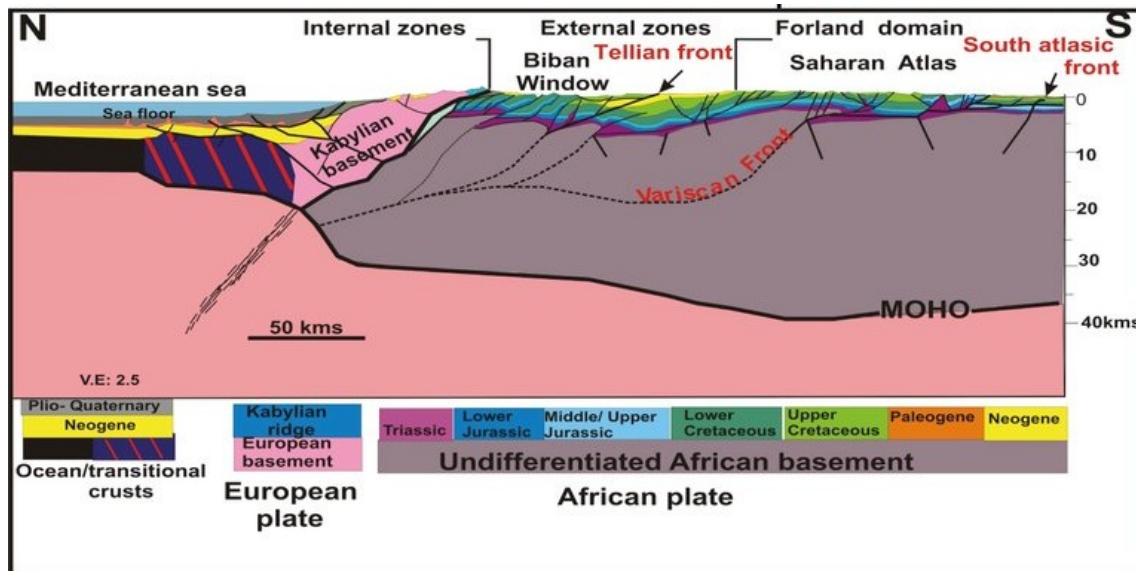 N
S
Internal zones
External zones
Forland domain
South atlasic
front
Biban
Window
Tellian front
Saharan Atlas
Mediterranean sea
Sea floor
Kabylian
basement
Variscan Front
0
10
20
30
40kms
MOHO
50 kms
V.E: 2.5
Plio- Quaternary
Neogene
Ocean/transitional
crusts
Kabylian
ridge
European
basement
European
plate
Triassic
Lower
Jurassic
Middle/ Upper
Jurassic
Lower
Cretaceous
Upper
Cretaceous
Paleogene
Neogene
Undifferentiated African basement
African plate